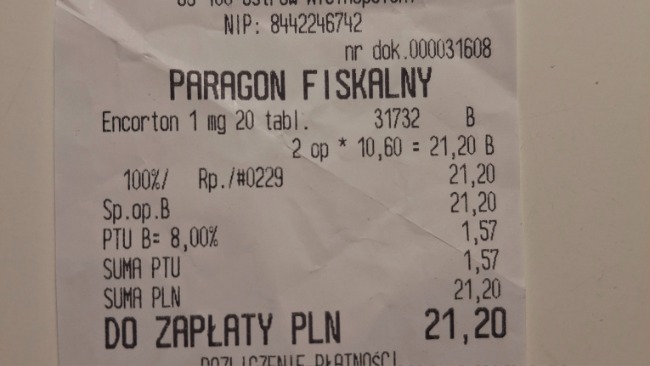 NIP: 8442246742
nr dok.000031608
PARAGON FISKALNY
Encorton 1 mg 20 tabl. 31732 B
2 op * 10,60 = 21,20 B
100%/ Rp./#0229 21,20
Sp.op.B 21,20
PTU B= 8,00% 1,57
SUMA PTU 1,57
SUMA PLN 21,20
DO ZAPŁATY PLN 21,20
ROZLICZENIE PŁATNOŚCI